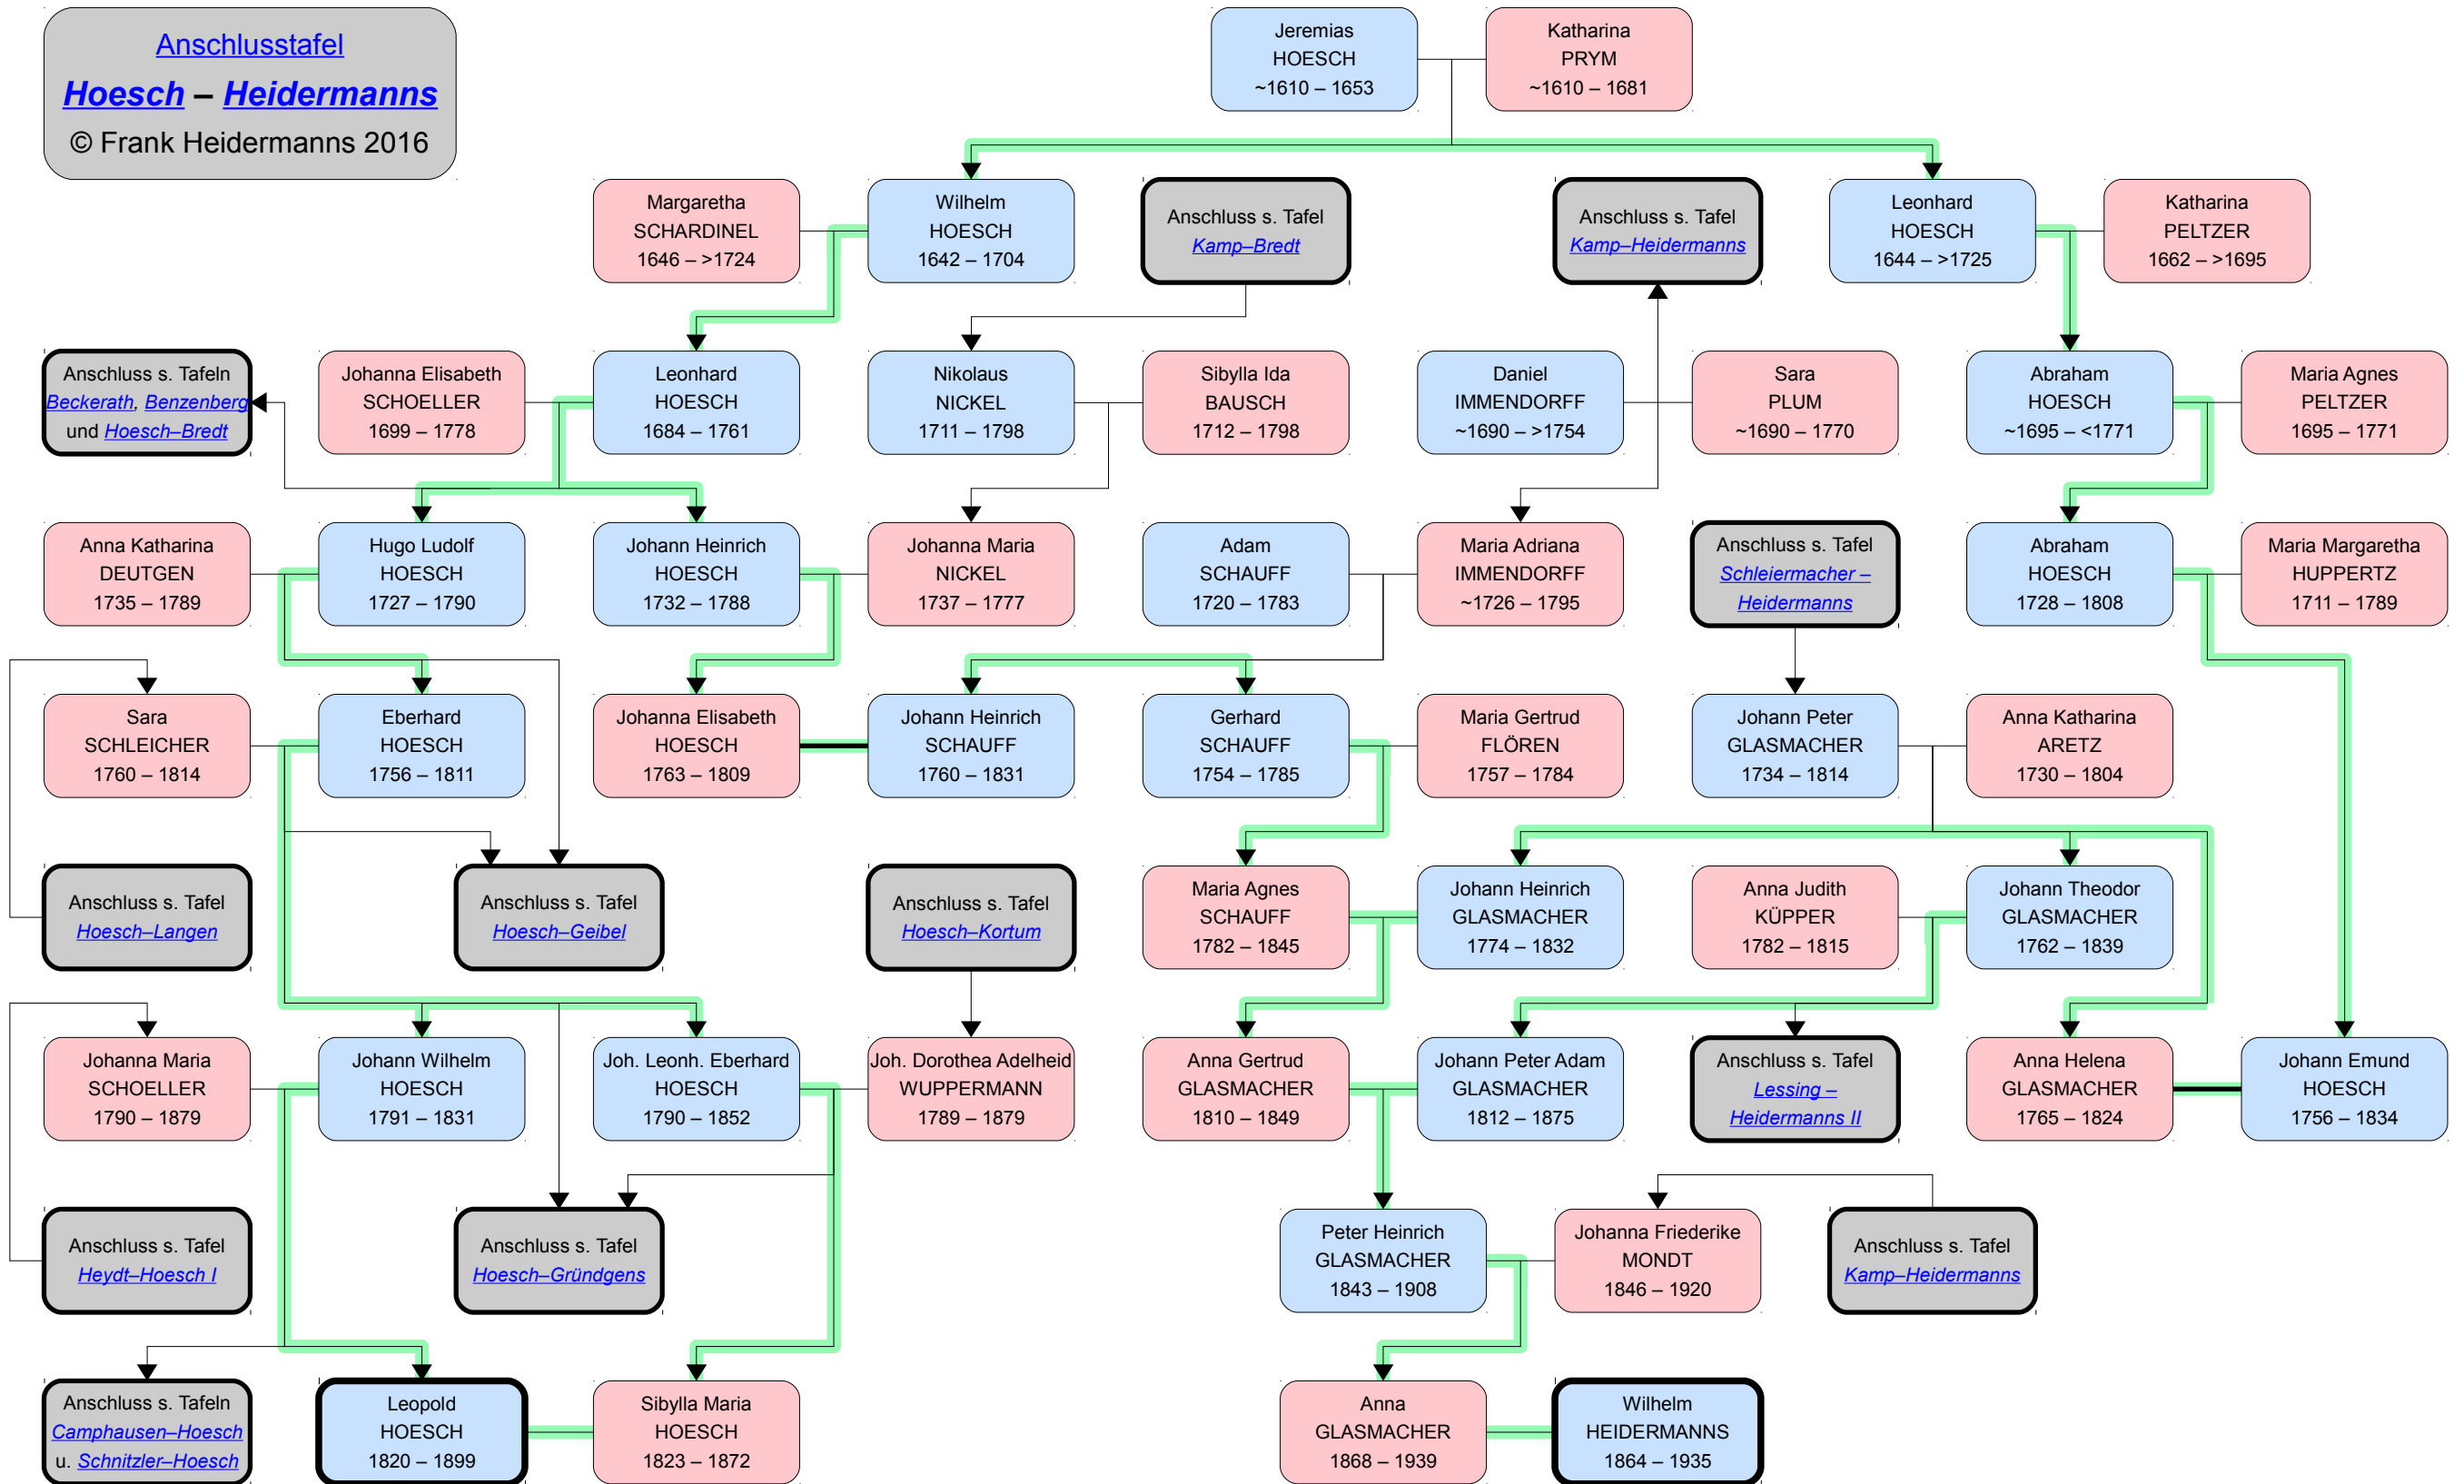 Anschlusstafel
Hoesch – Heidermanns
© Frank Heidermanns 2016
Jeremias
HOESCH
~1610 – 1653
Katharina
PRYM
~1610 – 1681
Margaretha
SCHARDINEL
1646 – >1724
Wilhelm
HOESCH
1642 – 1704
Anschluss s. Tafel
Kamp–Bredt
Anschluss s. Tafel
Kamp–Heidermanns
Leonhard
HOESCH
1644 – >1725
Katharina
PELTZER
1662 – >1695
Anschluss s. Tafeln
Beckerath, Benzenberg
und Hoesch–Bredt
Johanna Elisabeth
SCHOELLER
1699 – 1778
Leonhard
HOESCH
1684 – 1761
Nikolaus
NICKEL
1711 – 1798
Sibylla Ida
BAUSCH
1712 – 1798
Daniel
IMMENDORFF
~1690 – >1754
Sara
PLUM
~1690 – 1770
Abraham
HOESCH
~1695 – <1771
Maria Agnes
PELTZER
1695 – 1771
Anna Katharina
DEUTGEN
1735 – 1789
Hugo Ludolf
HOESCH
1727 – 1790
Johann Heinrich
HOESCH
1732 – 1788
Johanna Maria
NICKEL
1737 – 1777
Adam
SCHAUFF
1720 – 1783
Maria Adriana
IMMENDORFF
~1726 – 1795
Anschluss s. Tafel
Schleiermacher –
Heidermanns
Abraham
HOESCH
1728 – 1808
Maria Margaretha
HUPPERTZ
1711 – 1789
Sara
SCHLEICHER
1760 – 1814
Eberhard
HOESCH
1756 – 1811
Johanna Elisabeth
HOESCH
1763 – 1809
Johann Heinrich
SCHAUFF
1760 – 1831
Gerhard
SCHAUFF
1754 – 1785
Maria Gertrud
FLÖREN
1757 – 1784
Johann Peter
GLASMACHER
1734 – 1814
Anna Katharina
ARETZ
1730 – 1804
Anschluss s. Tafel
Hoesch–Langen
Anschluss s. Tafel
Hoesch–Geibel
Anschluss s. Tafel
Hoesch–Kortum
Maria Agnes
SCHAUFF
1782 – 1845
Johann Heinrich
GLASMACHER
1774 – 1832
Anna Judith
KÜPPER
1782 – 1815
Johann Theodor
GLASMACHER
1762 – 1839
Johanna Maria
SCHOELLER
1790 – 1879
Johann Wilhelm
HOESCH
1791 – 1831
Joh. Leonh. Eberhard
HOESCH
1790 – 1852
Joh. Dorothea Adelheid
WUPPERMANN
1789 – 1879
Anna Gertrud
GLASMACHER
1810 – 1849
Johann Peter Adam
GLASMACHER
1812 – 1875
Anschluss s. Tafel
Lessing –
Heidermanns II
Anna Helena
GLASMACHER
1765 – 1824
Johann Emund
HOESCH
1756 – 1834
Anschluss s. Tafel
Heydt–Hoesch I
Anschluss s. Tafel
Hoesch–Gründgens
Peter Heinrich
GLASMACHER
1843 – 1908
Johanna Friederike
MONDT
1846 – 1920
Anschluss s. Tafel
Kamp–Heidermanns
Anschluss s. Tafeln
Camphausen–Hoesch
u. Schnitzler–Hoesch
Leopold
HOESCH
1820 – 1899
Sibylla Maria
HOESCH
1823 – 1872
Anna
GLASMACHER
1868 – 1939
Wilhelm
HEIDERMANNS
1864 – 1935